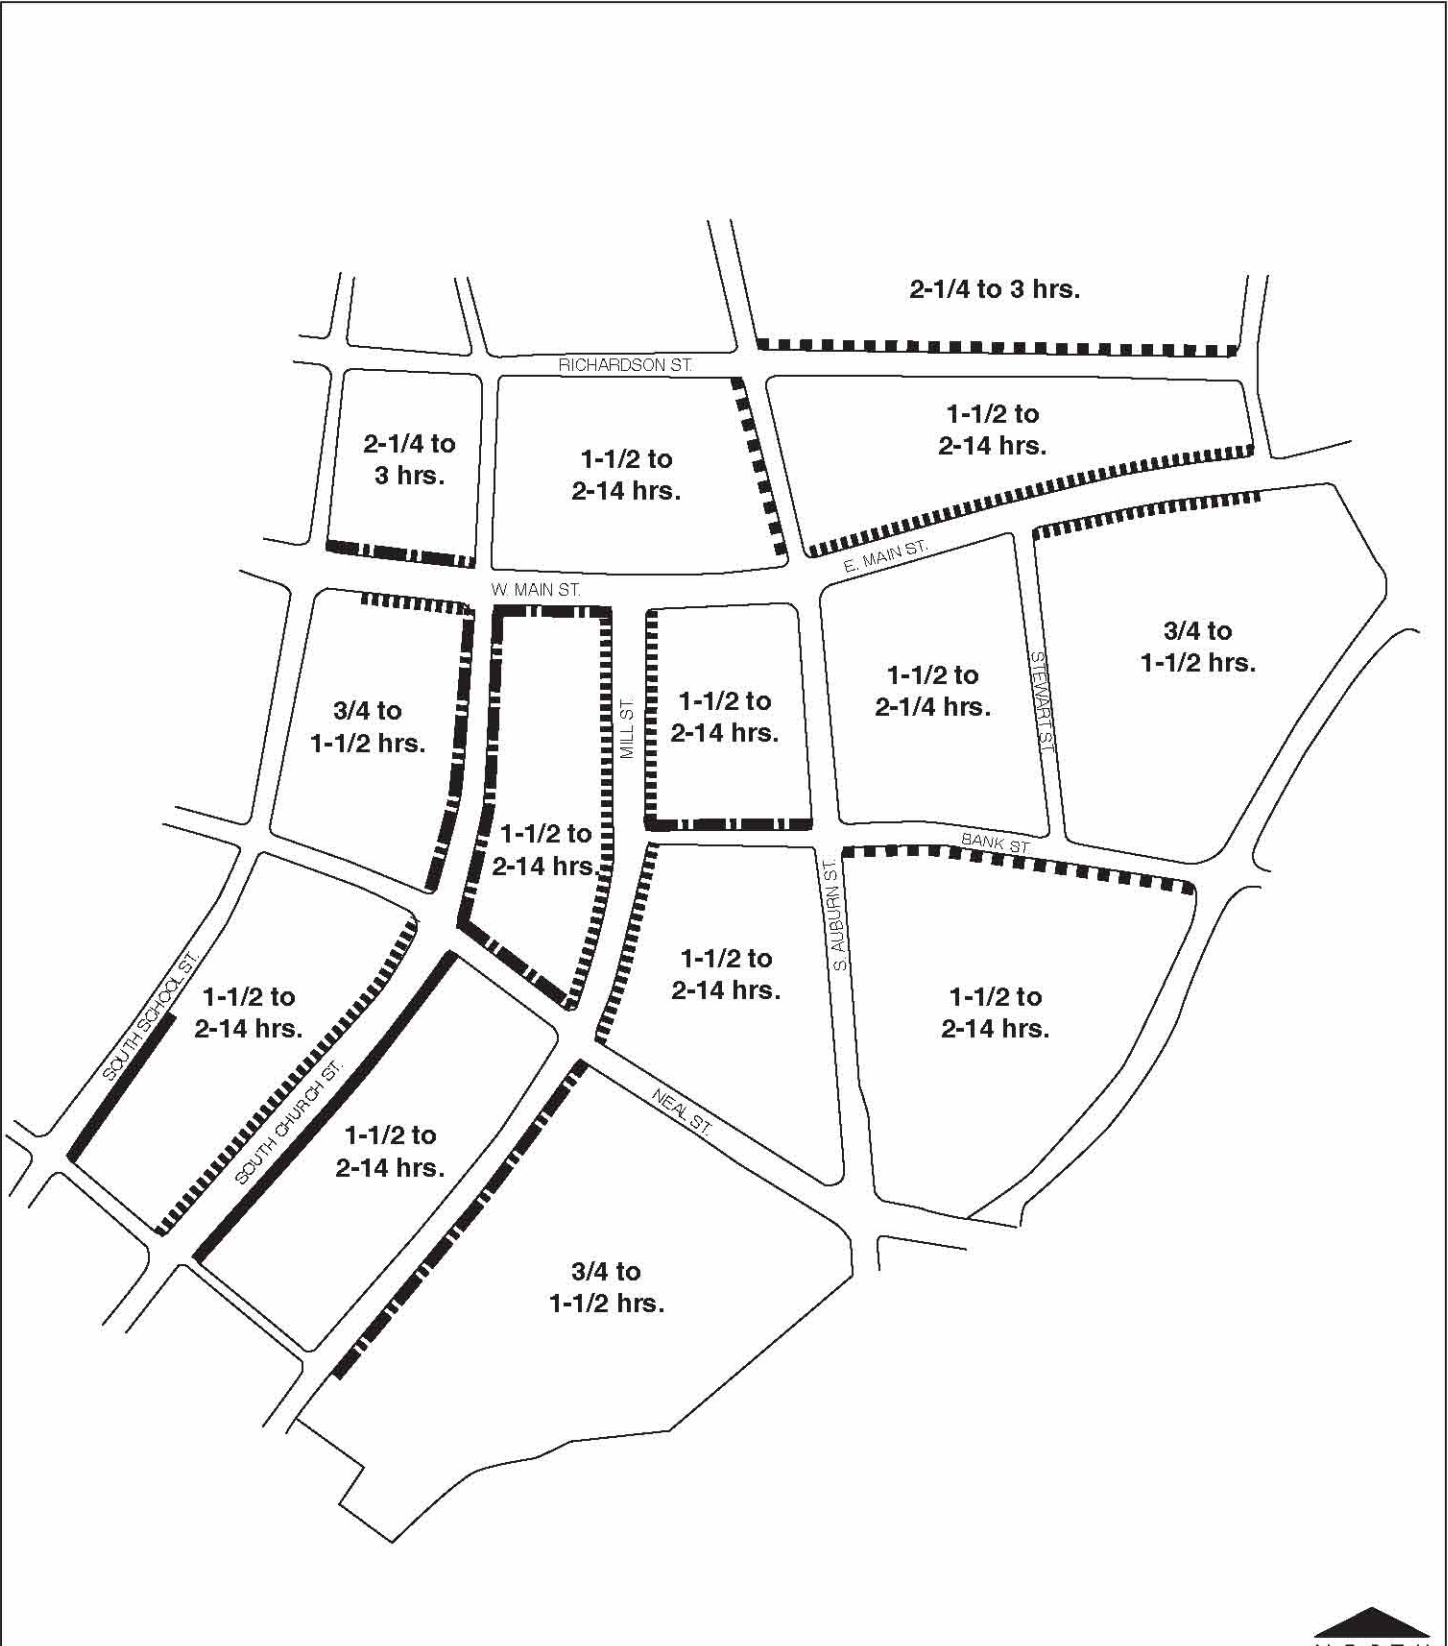 2-1/4 to 3 hrs.
RICHARDSON ST.
1-1/2 to
2-14 hrs.
2-1/4 to
3 hrs.
1-1/2 to
2-14 hrs.
E. MAIN ST.
W. MAIN ST.
3/4 to
1-1/2 hrs.
STEWART ST.
1-1/2 to
2-1/4 hrs.
MILL ST.
1-1/2 to
2-14 hrs.
3/4 to
1-1/2 hrs.
1-1/2 to
2-14 hrs.
BANK ST.
S. AUBURN ST.
1-1/2 to
2-14 hrs.
SOUTH SCHOOL ST.
1-1/2 to
2-14 hrs.
1-1/2 to
2-14 hrs.
SOUTH CHURCH ST.
NEAL ST.
1-1/2 to
2-14 hrs.
3/4 to
1-1/2 hrs.